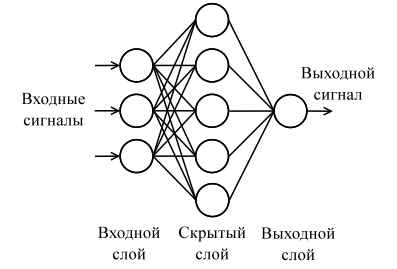 Выходной
сигнал
Входные
сигналы
Входной
слой
Скрытый
слой
Выходной
слой